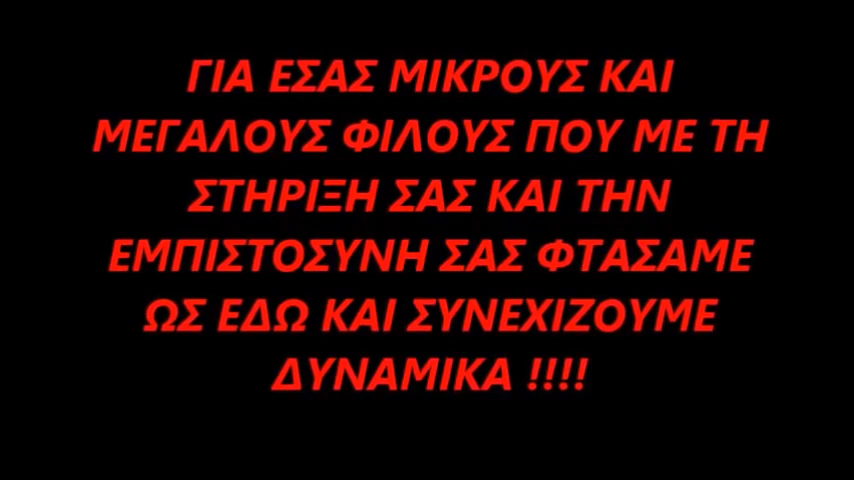 ΓΙΑ ΕΣΑΣ ΜΙΚΡΟΥΣ ΚΑΙ
ΜΕΓΑΛΟΥΣ ΦΙΛΟΥΣ ΠΟΥ ΜΕ ΤΗ
ΣΤΗΡΙΞΗ ΣΑΣ ΚΑΙ ΤΗΝ
ΕΜΠΙΣΤΟΣΥΝΗ ΣΑΣ ΦΤΑΣΑΜΕ
ΩΣ ΕΔΩ ΚΑΙ ΣΥΝΕΧΙΖΟΥΜΕ
ΔΥΝΑΜΙΚΑ !!!!